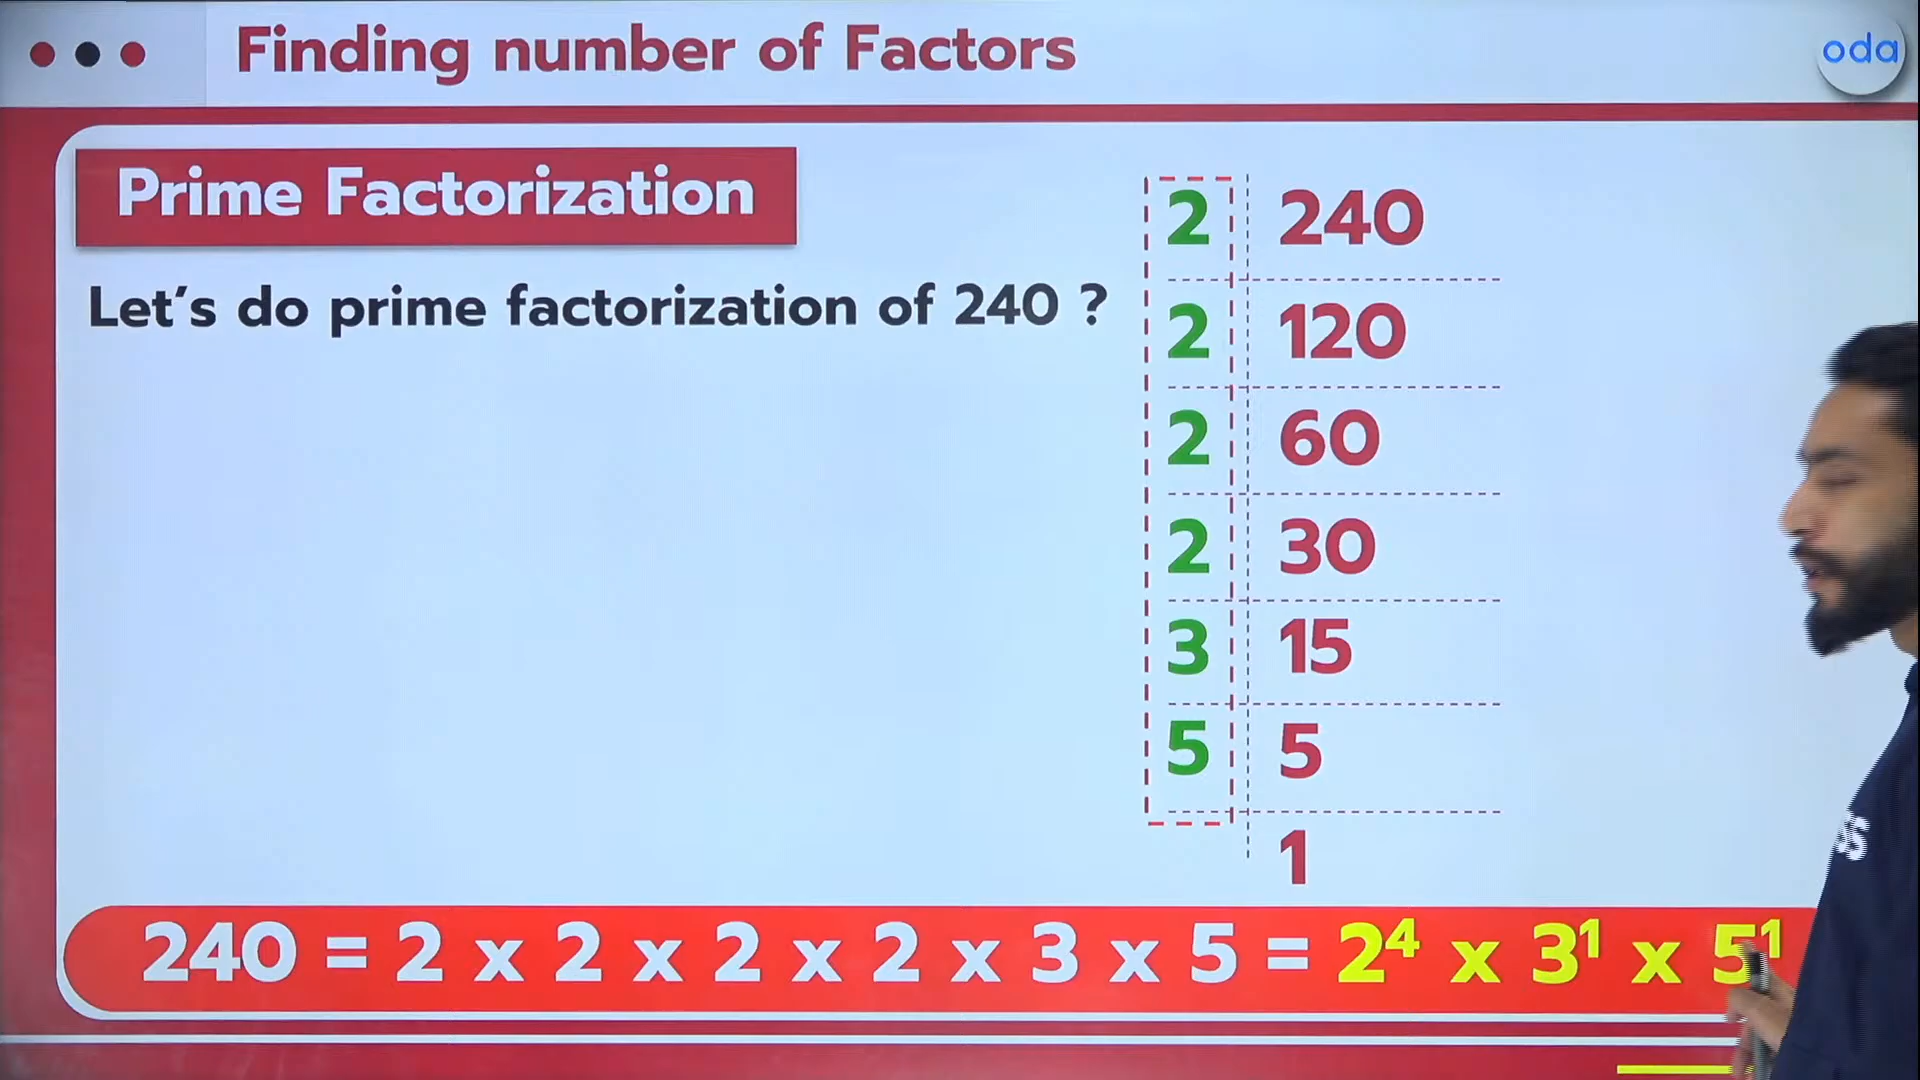 Finding number of Factors
oda
Prime Factorization
Let's do prime factorization of 240 ?
2 240
2 120
2 60
2 30
3 15
5 5
1
240 = 2 x 2 x 2 x 2 x 3 x 5 = 2⁴ x 3¹ x 5¹